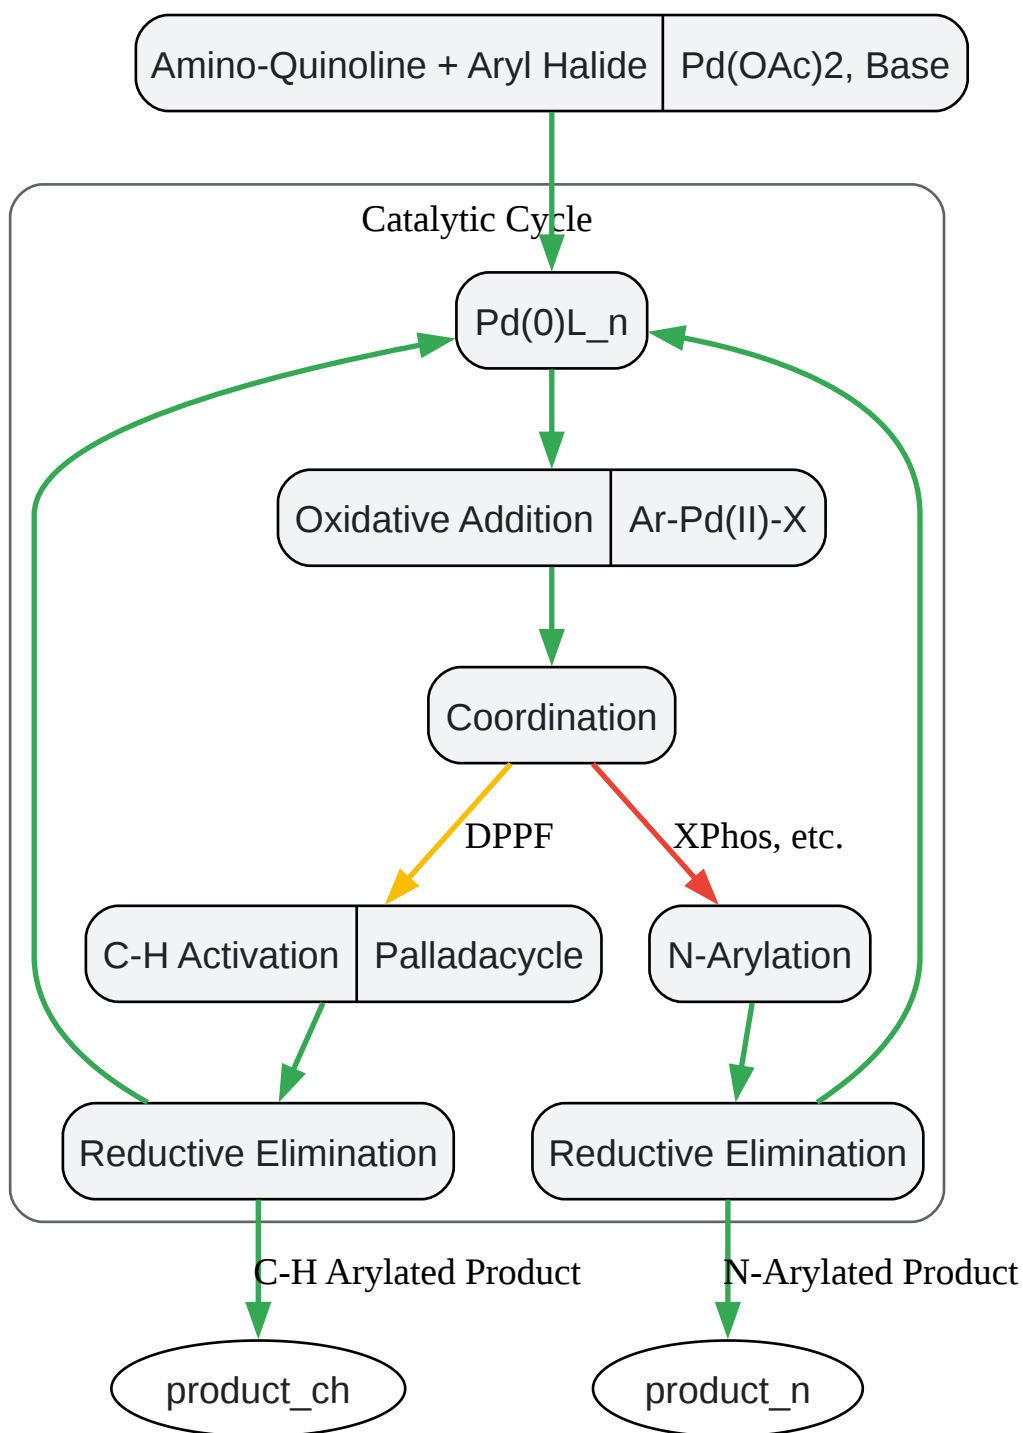 Amino-Quinoline + Aryl Halide
Pd(OAc)2, Base
Catalytic Cycle
Pd(0)L_n
Oxidative Addition
Ar-Pd(II)-X
Coordination
DPPF
XPhos, etc.
C-H Activation
Palladacycle
N-Arylation
Reductive Elimination
Reductive Elimination
C-H Arylated Product
N-Arylated Product
product_ch
product_n